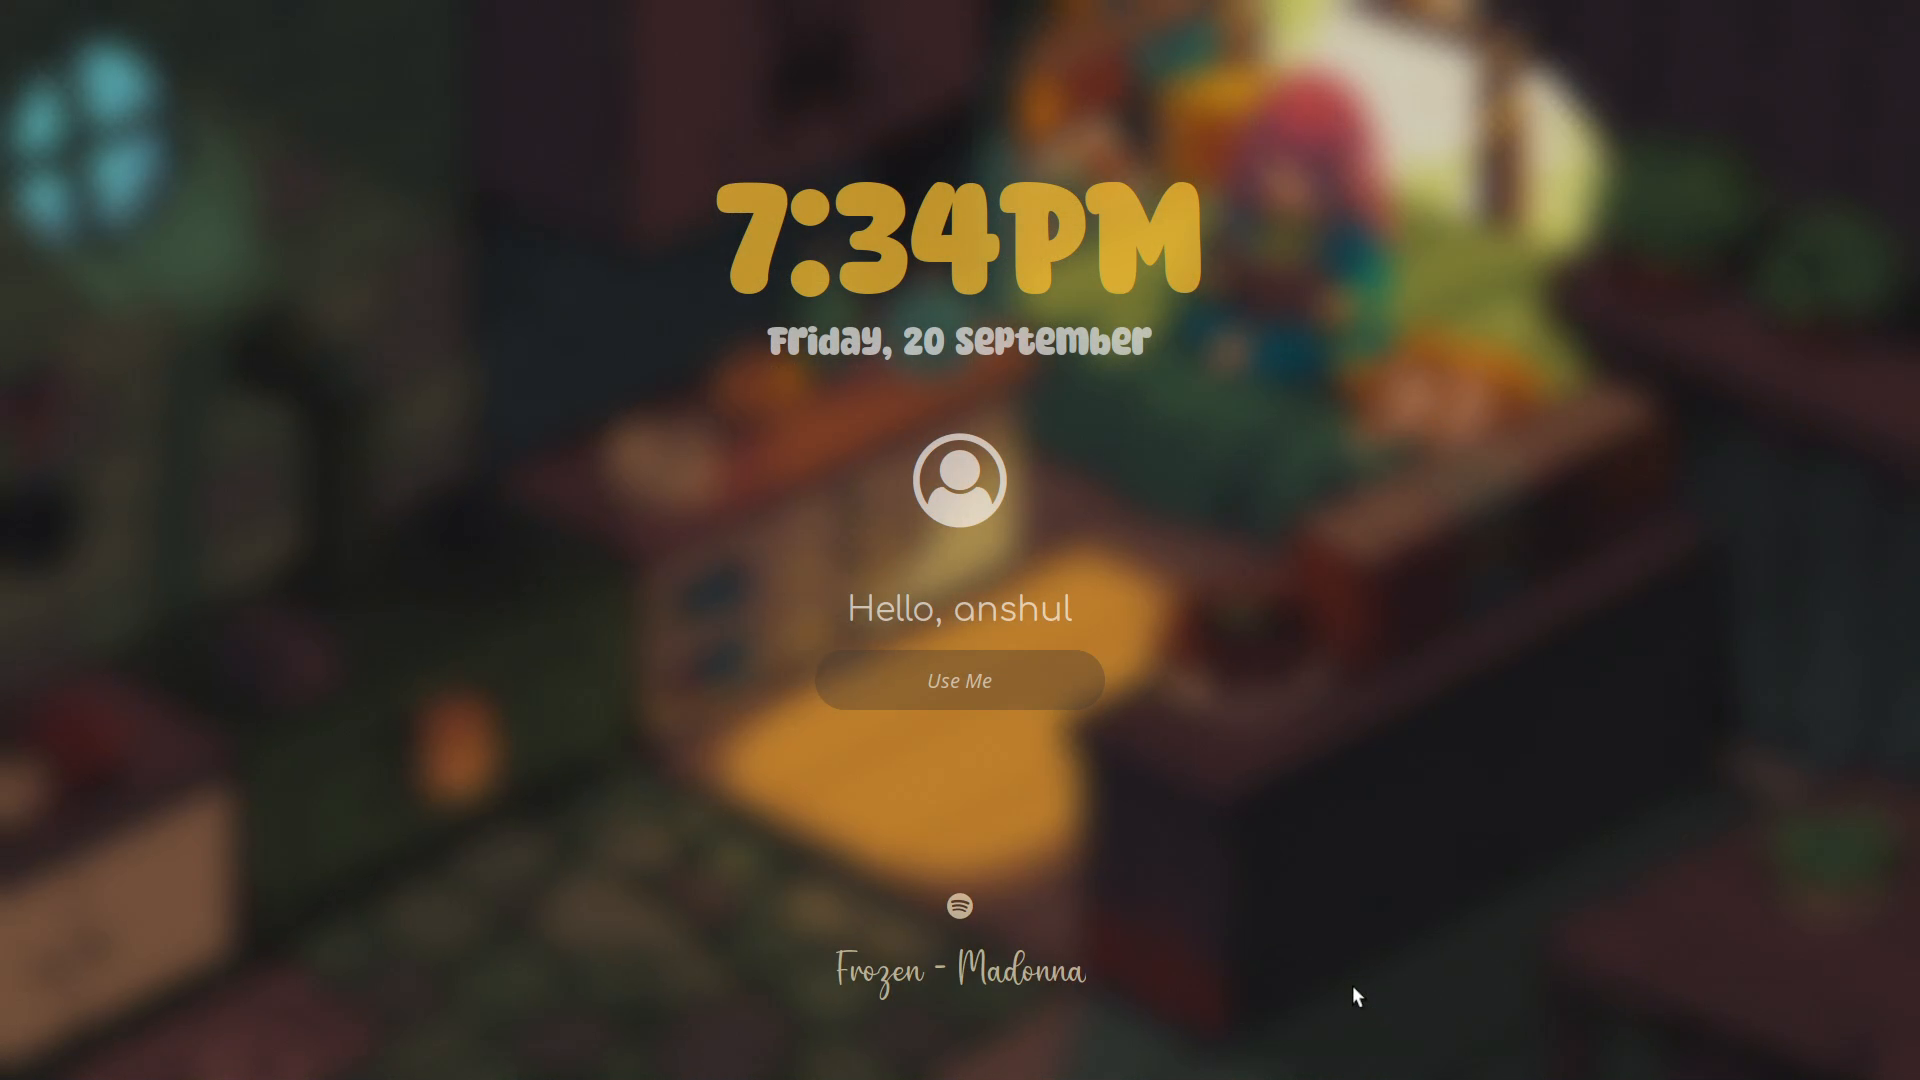 7:34PM
Friday, 20 September
Hello, anshul
Use Me
Frozen - Madonna